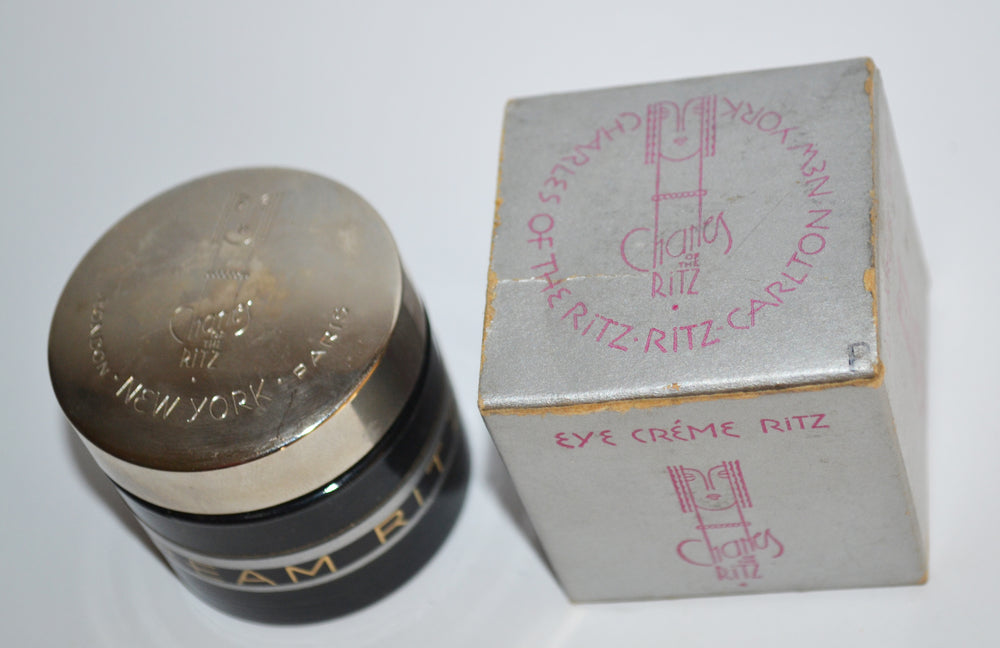 Charles
OF
THE
RITZ
LONDON · NEW YORK · PARIS
EAM RIT
CHARLES OF THE RiTZ · RiTZ-CARLTON NEW-YORK
Charles
OF
THE
RITZ
P
EYE CRÉME RiTZ
Charles
RiTZ